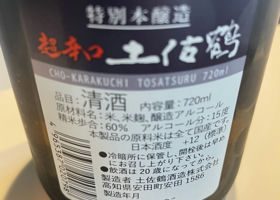 特別本醸造
超辛口 土佐鶴
CHO-KARAKUCHI TOSATSURU 720ml
品目：清酒 内容量：720ml
原材料名：米、米麹、醸造アルコール
精米歩合：60% アルコール分：15度
本製品の原料米は全て国産です。
日本酒度 +12（標準）
●冷暗所に保管し、開栓後は早
めにお召し上がり下さい。
●飲酒は20歳になってから。
製造者 土佐鶴酒造株式会社
高知県安田町安田1586
製造年月